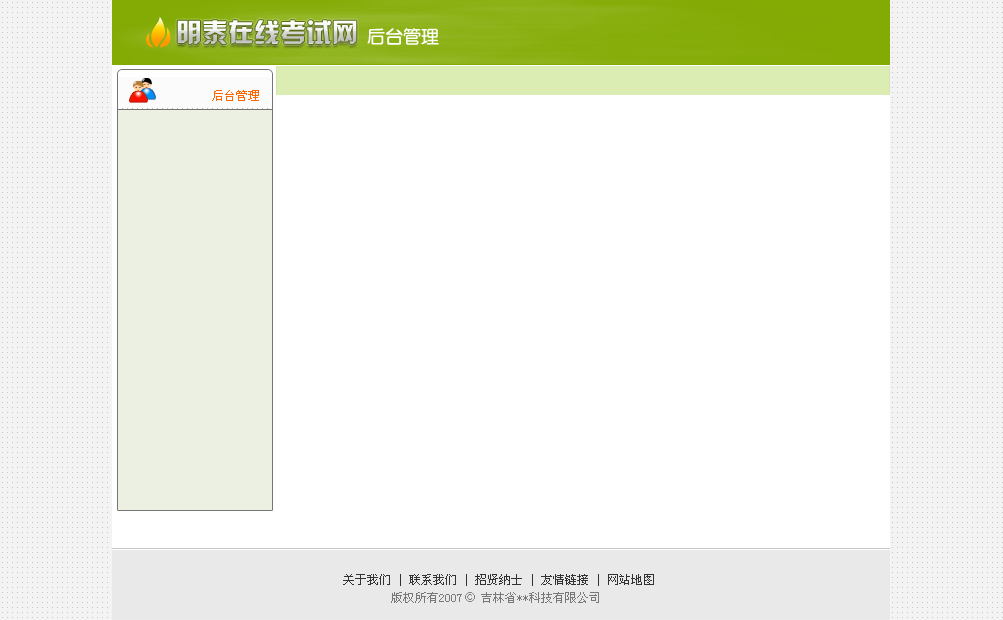 明泰在线考试网 后台管理
后台管理
关于我们 | 联系我们 | 招贤纳士 | 友情链接 | 网站地图
版权所有2007© 吉林省**科技有限公司